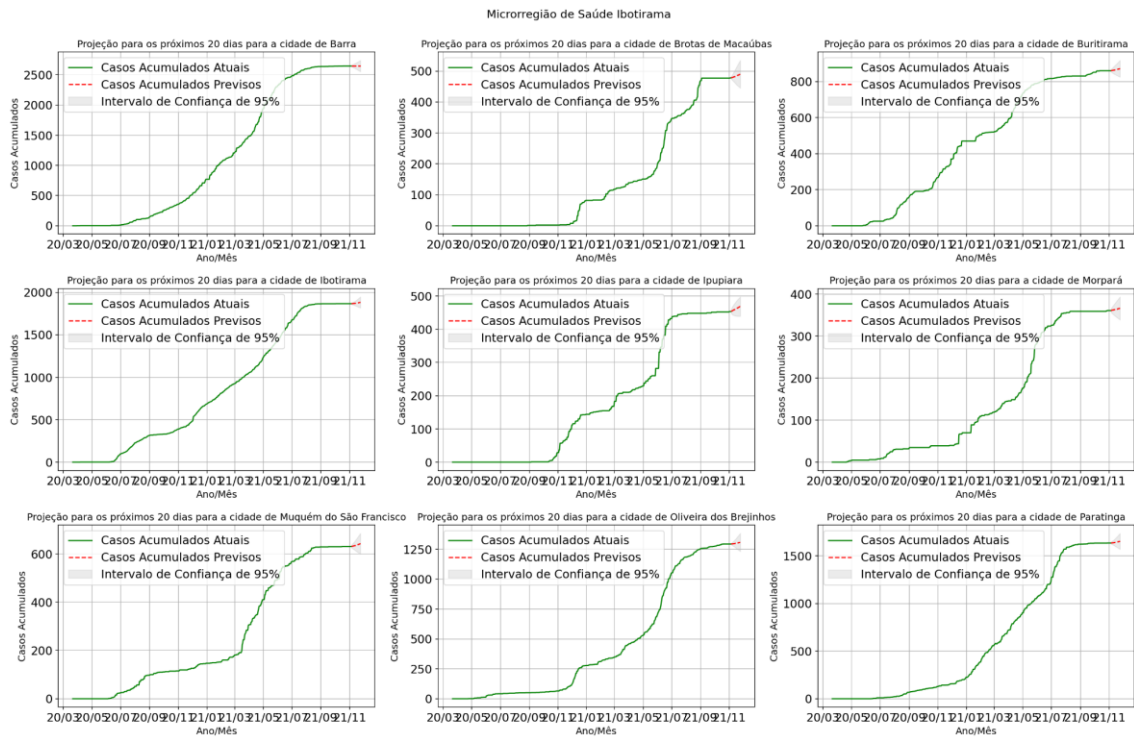 Microrregião de Saúde Ibotirama
Projeção para os próximos 20 dias para a cidade de Barra
Casos Acumulados
2500
2000
1500
1000
500
0
Casos Acumulados Atuais
Casos Acumulados Previsos
Intervalo de Confiança de 95%
20/03 20/05 20/07 20/09 20/11 21/01 21/03 21/05 21/07 21/09 21/11
Ano/Mês
Projeção para os próximos 20 dias para a cidade de Brotas de Macaúbas
Casos Acumulados
500
400
300
200
100
0
Casos Acumulados Atuais
Casos Acumulados Previsos
Intervalo de Confiança de 95%
20/03 20/05 20/07 20/09 20/11 21/01 21/03 21/05 21/07 21/09 21/11
Ano/Mês
Projeção para os próximos 20 dias para a cidade de Buritirama
Casos Acumulados
800
600
400
200
0
Casos Acumulados Atuais
Casos Acumulados Previsos
Intervalo de Confiança de 95%
20/03 20/05 20/07 20/09 20/11 21/01 21/03 21/05 21/07 21/09 21/11
Ano/Mês
Projeção para os próximos 20 dias para a cidade de Ibotirama
Casos Acumulados
2000
1500
1000
500
0
Casos Acumulados Atuais
Casos Acumulados Previsos
Intervalo de Confiança de 95%
20/03 20/05 20/07 20/09 20/11 21/01 21/03 21/05 21/07 21/09 21/11
Ano/Mês
Projeção para os próximos 20 dias para a cidade de Ipupiara
Casos Acumulados
500
400
300
200
100
0
Casos Acumulados Atuais
Casos Acumulados Previsos
Intervalo de Confiança de 95%
20/03 20/05 20/07 20/09 20/11 21/01 21/03 21/05 21/07 21/09 21/11
Ano/Mês
Projeção para os próximos 20 dias para a cidade de Morpará
Casos Acumulados
400
300
200
100
0
Casos Acumulados Atuais
Casos Acumulados Previsos
Intervalo de Confiança de 95%
20/03 20/05 20/07 20/09 20/11 21/01 21/03 21/05 21/07 21/09 21/11
Ano/Mês
Projeção para os próximos 20 dias para a cidade de Muquém do São Francisco
Casos Acumulados
600
400
200
0
Casos Acumulados Atuais
Casos Acumulados Previsos
Intervalo de Confiança de 95%
20/03 20/05 20/07 20/09 20/11 21/01 21/03 21/05 21/07 21/09 21/11
Ano/Mês
Projeção para os próximos 20 dias para a cidade de Oliveira dos Brejinhos
Casos Acumulados
1250
1000
750
500
250
0
Casos Acumulados Atuais
Casos Acumulados Previsos
Intervalo de Confiança de 95%
20/03 20/05 20/07 20/09 20/11 21/01 21/03 21/05 21/07 21/09 21/11
Ano/Mês
Projeção para os próximos 20 dias para a cidade de Paratinga
Casos Acumulados
1500
1000
500
0
Casos Acumulados Atuais
Casos Acumulados Previsos
Intervalo de Confiança de 95%
20/03 20/05 20/07 20/09 20/11 21/01 21/03 21/05 21/07 21/09 21/11
Ano/Mês